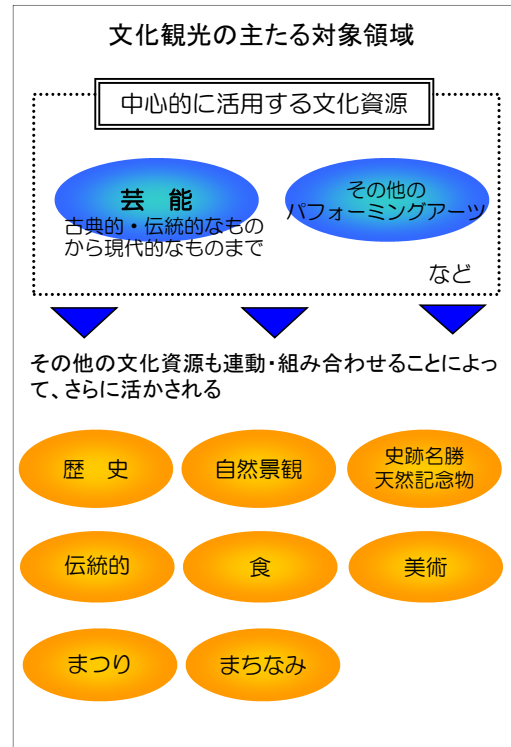 文化観光の主たる対象領域
中心的に活用する文化資源
芸　能
古典的・伝統的なもの
から現代的なものまで
その他の
パフォーミングアーツ
など
その他の文化資源も連動・組み合わせることによっ
て、さらに活かされる
歴　史
自然景観
史跡名勝
天然記念物
伝統的
食
美術
まつり
まちなみ